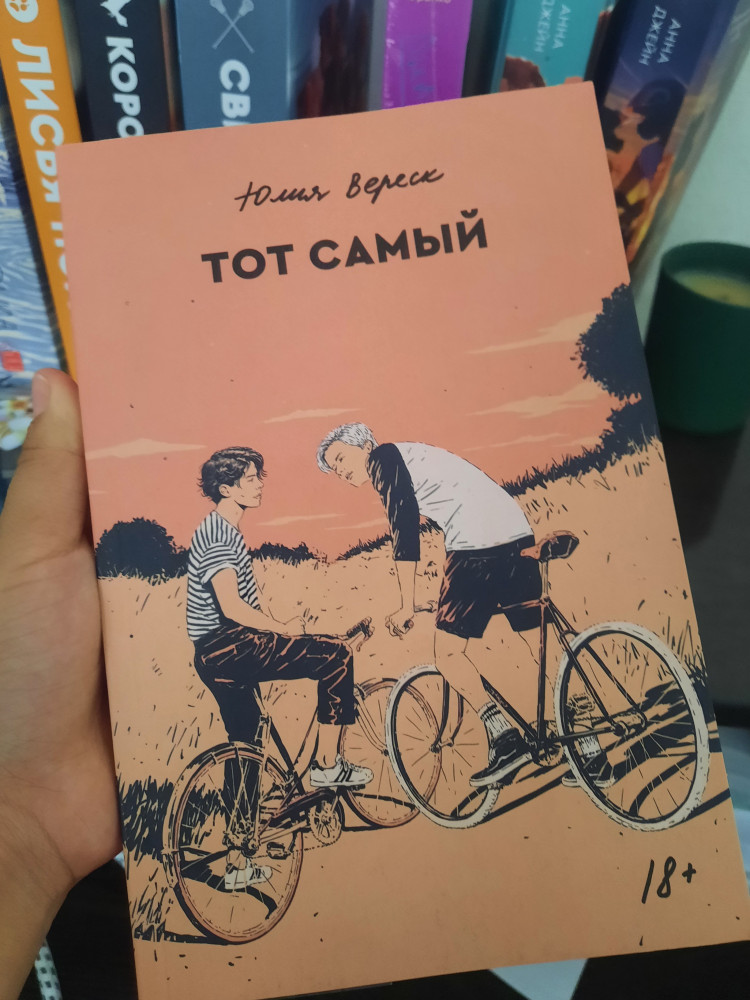 ЛИСЬЯ
КОРО
СВ
АННА
ДЖЕЙН
АННА
ДЖЕЙН
Юлия Вереск
ТОТ САМЫЙ
18+